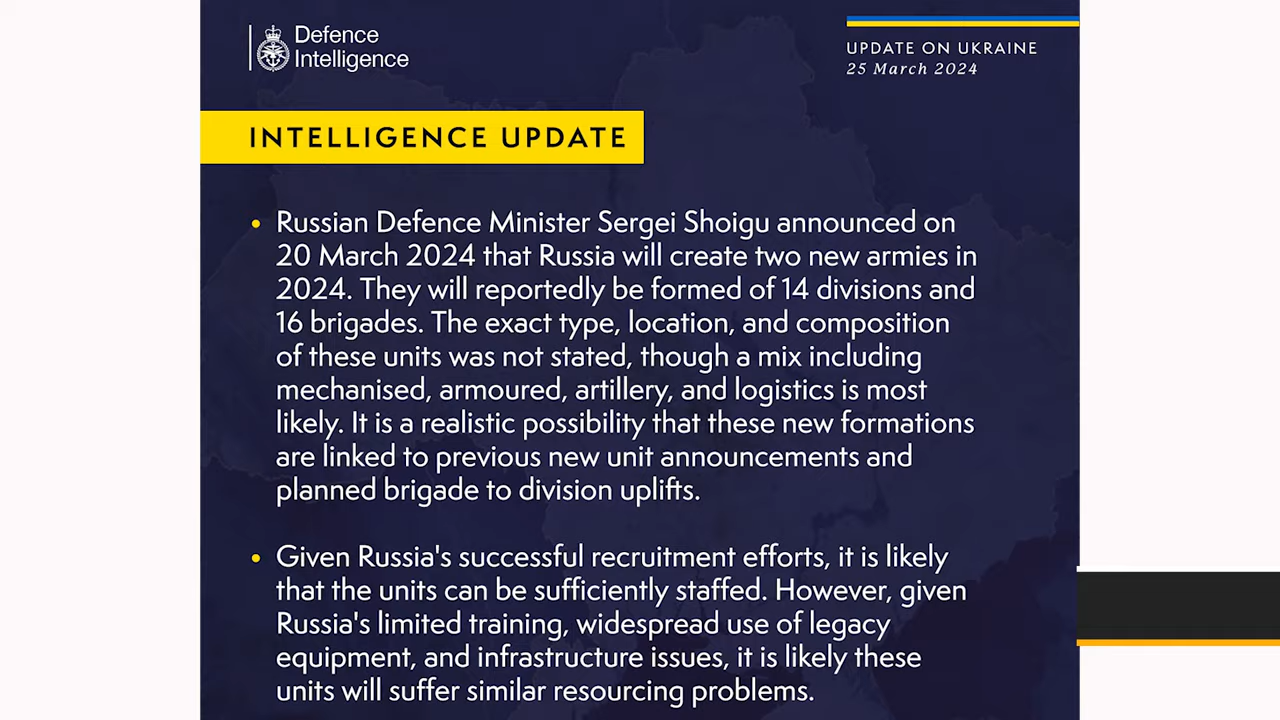 Defence
Intelligence
UPDATE ON UKRAINE
25 March 2024
INTELLIGENCE UPDATE
• Russian Defence Minister Sergei Shoigu announced on
20 March 2024 that Russia will create two new armies in
2024. They will reportedly be formed of 14 divisions and
16 brigades. The exact type, location, and composition
of these units was not stated, though a mix including
mechanised, armoured, artillery, and logistics is most
likely. It is a realistic possibility that these new formations
are linked to previous new unit announcements and
planned brigade to division uplifts.
• Given Russia's successful recruitment efforts, it is likely
that the units can be sufficiently staffed. However, given
Russia's limited training, widespread use of legacy
equipment, and infrastructure issues, it is likely these
units will suffer similar resourcing problems.